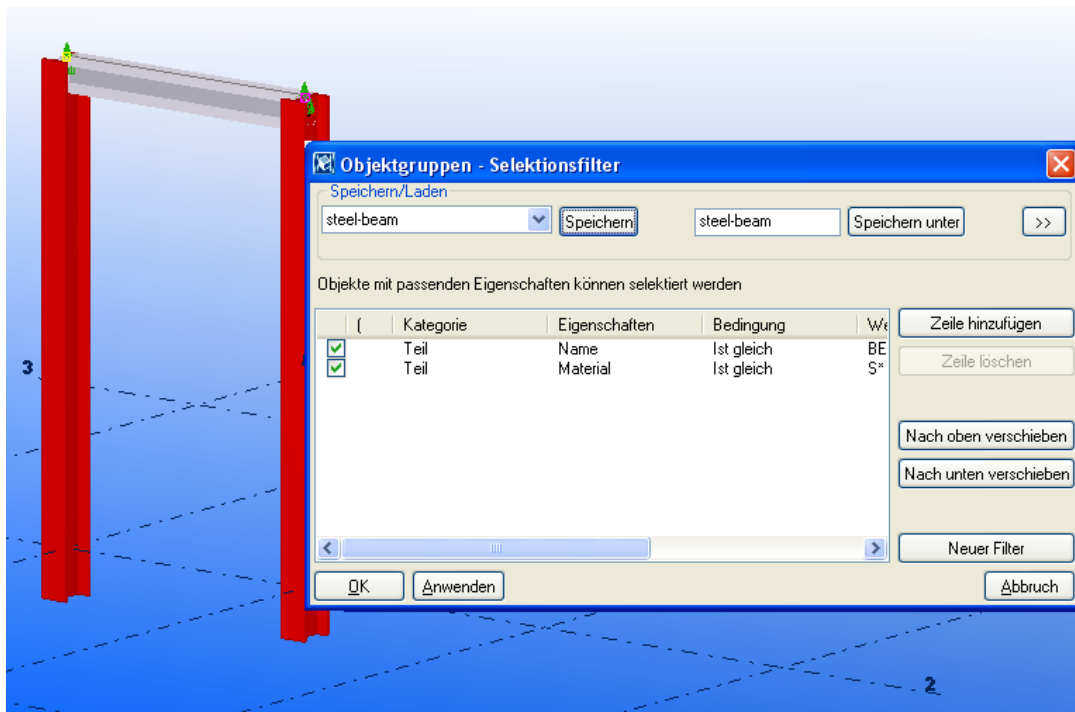 Objektgruppen - Selektionsfilter
Speichern/Laden
steel-beam Speichern steel-beam Speichern unter >>
Objekte mit passenden Eigenschaften können selektiert werden
( Kategorie Eigenschaften Bedingung We Zeile hinzufügen
Teil Name Ist gleich BE
Teil Material Ist gleich S* Zeile löschen
3
Nach oben verschieben
Nach unten verschieben
Neuer Filter
OK Anwenden Abbruch
2